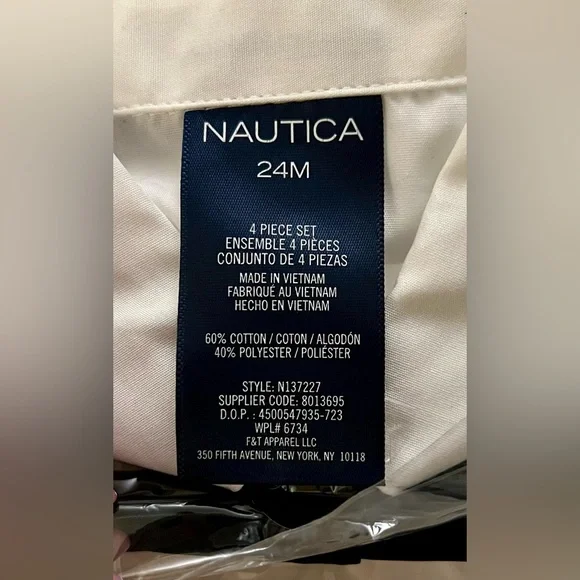 NAUTICA
24M
4 PIECE SET
ENSEMBLE 4 PIÈCES
CONJUNTO DE 4 PIEZAS
MADE IN VIETNAM
FABRIQUÉ AU VIETNAM
HECHO EN VIETNAM
60% COTTON / COTON / ALGODÓN
40% POLYESTER / POLIÉSTER
STYLE: N137227
SUPPLIER CODE: 8013695
D.O.P. : 4500547935-723
WPL# 6734
F&T APPAREL LLC
350 FIFTH AVENUE, NEW YORK, NY 10118